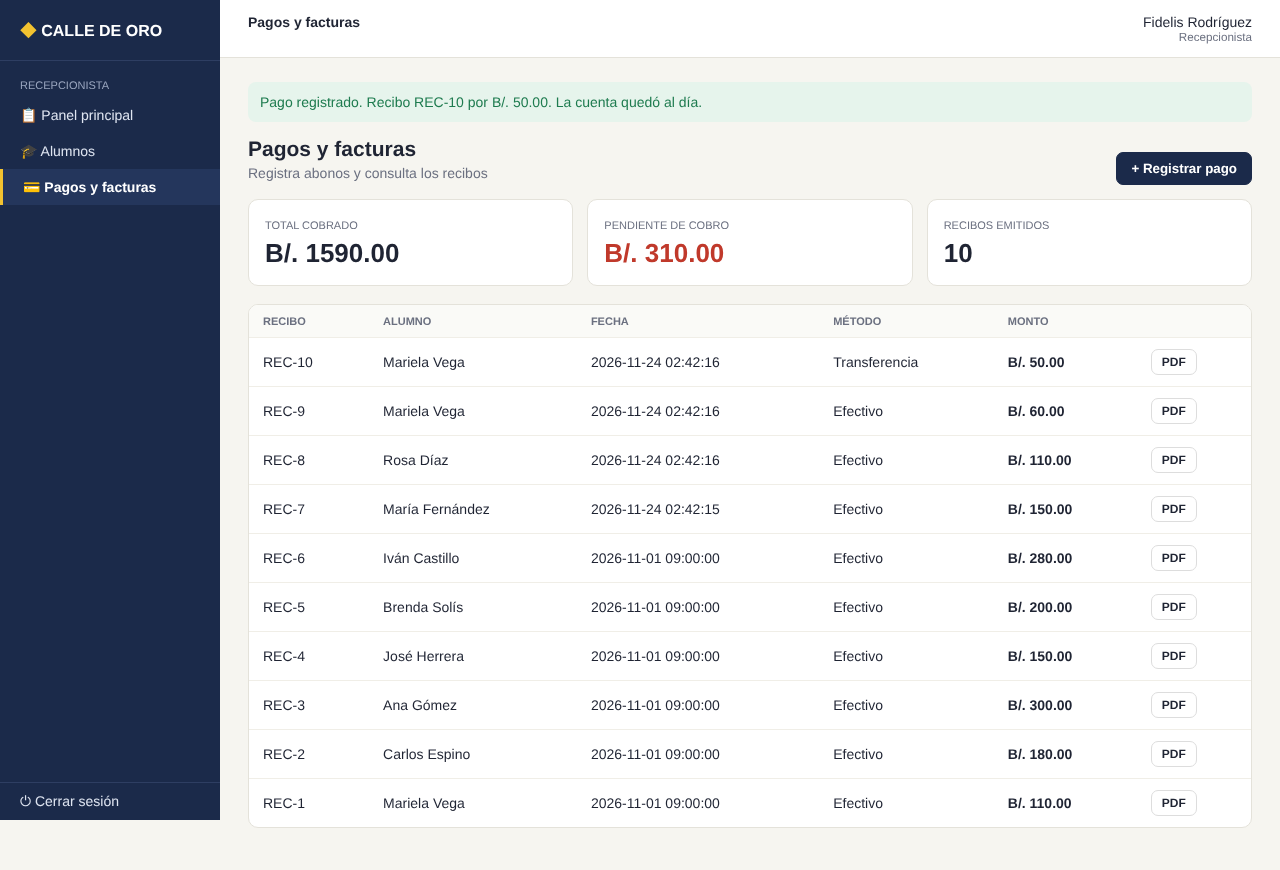 CALLE DE ORO
RECEPCIONISTA
Panel principal
Alumnos
Pagos y facturas
Cerrar sesión
Pagos y facturas
Fidelis Rodríguez
Recepcionista
Pago registrado. Recibo REC-10 por B/. 50.00. La cuenta quedó al día.
Pagos y facturas
Registra abonos y consulta los recibos
+ Registrar pago
TOTAL COBRADO
B/. 1590.00
PENDIENTE DE COBRO
B/. 310.00
RECIBOS EMITIDOS
10
RECIBO ALUMNO FECHA MÉTODO MONTO
REC-10 Mariela Vega 2026-11-24 02:42:16 Transferencia B/. 50.00 PDF
REC-9 Mariela Vega 2026-11-24 02:42:16 Efectivo B/. 60.00 PDF
REC-8 Rosa Díaz 2026-11-24 02:42:16 Efectivo B/. 110.00 PDF
REC-7 María Fernández 2026-11-24 02:42:15 Efectivo B/. 150.00 PDF
REC-6 Iván Castillo 2026-11-01 09:00:00 Efectivo B/. 280.00 PDF
REC-5 Brenda Solís 2026-11-01 09:00:00 Efectivo B/. 200.00 PDF
REC-4 José Herrera 2026-11-01 09:00:00 Efectivo B/. 150.00 PDF
REC-3 Ana Gómez 2026-11-01 09:00:00 Efectivo B/. 300.00 PDF
REC-2 Carlos Espino 2026-11-01 09:00:00 Efectivo B/. 180.00 PDF
REC-1 Mariela Vega 2026-11-01 09:00:00 Efectivo B/. 110.00 PDF